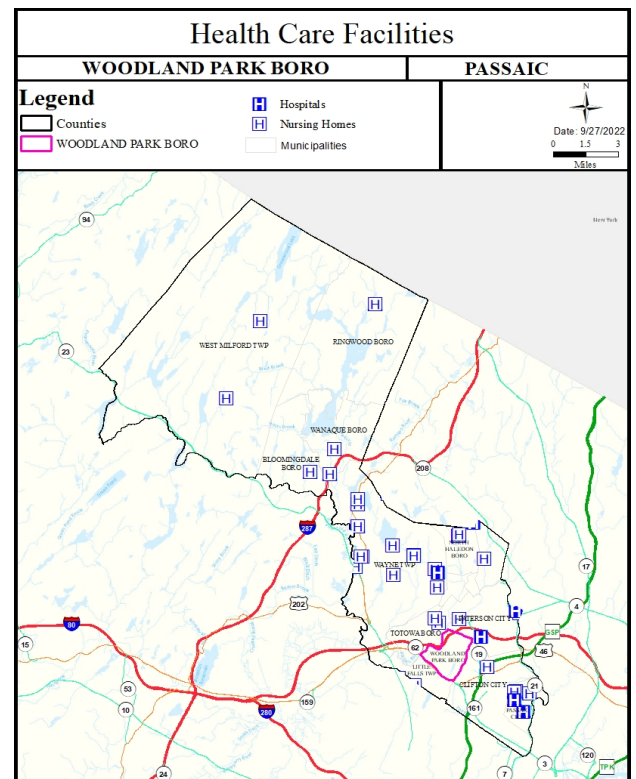 Health Care Facilities
WOODLAND PARK BORO
PASSAIC
Legend
Counties
WOODLAND PARK BORO
H Hospitals
H Nursing Homes
Municipalities
N
Date: 9/27/2022
0 1.5 3
Miles
94
New York
WEST MILFORD TWP
RINGWOOD BORO
23
WANAQUE BORO
BLOOMINGDALE
BORO
208
287
HALEDON
BORO
17
WAYNE TWP
202
4
80
TOTOWA BORO
GSP
15
62
WOODLAND
PARK BORO
19
46
LITTLE
FALLS TWP
CLIFTON CITY
21
53
10
159
161
280
120
24
7
3
TPK